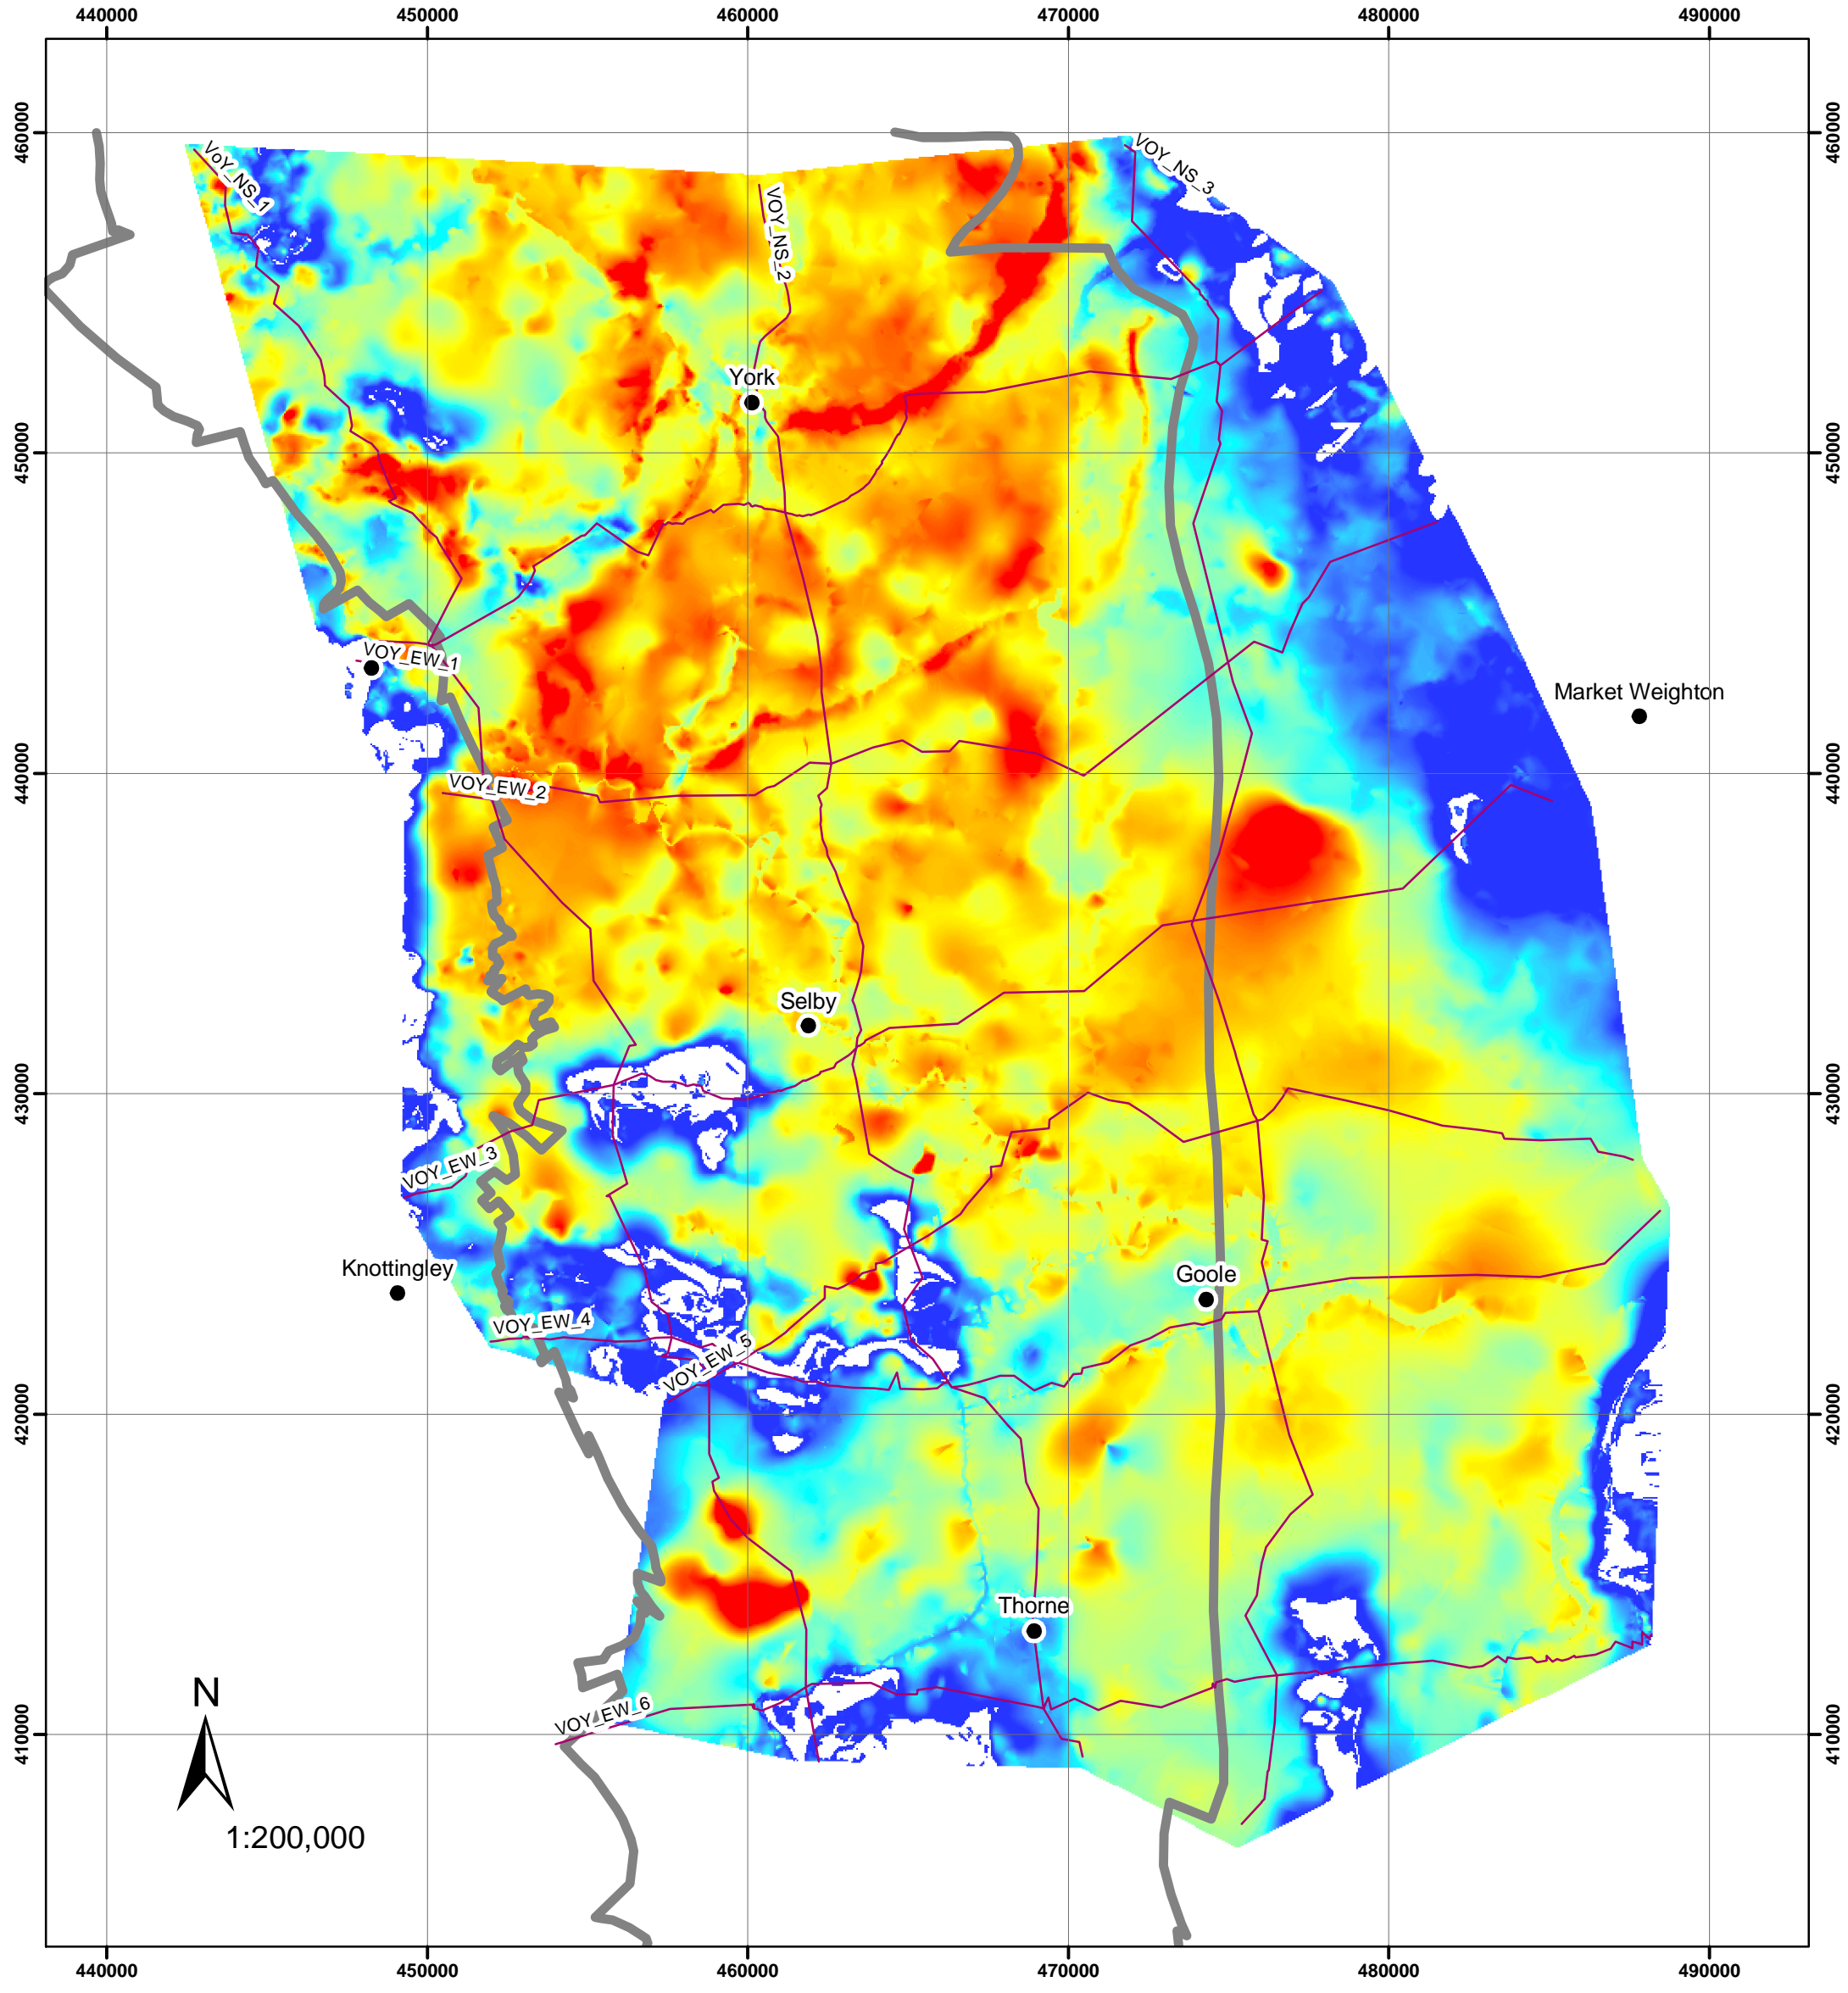 440000 450000 460000 470000 480000 490000
460000
460000
VoY_NS_1
VOY_NS_2
VOY_NS_3
York
450000
450000
VOY_EW_1
Market Weighton
440000
440000
VOY_EW_2
Selby
430000
430000
VOY_EW_3
Knottingley
Goole
VOY_EW_4
VOY_EW_5
420000
420000
Thorne
N
VOY_EW_6
410000
410000
1:200,000
440000 450000 460000 470000 480000 490000